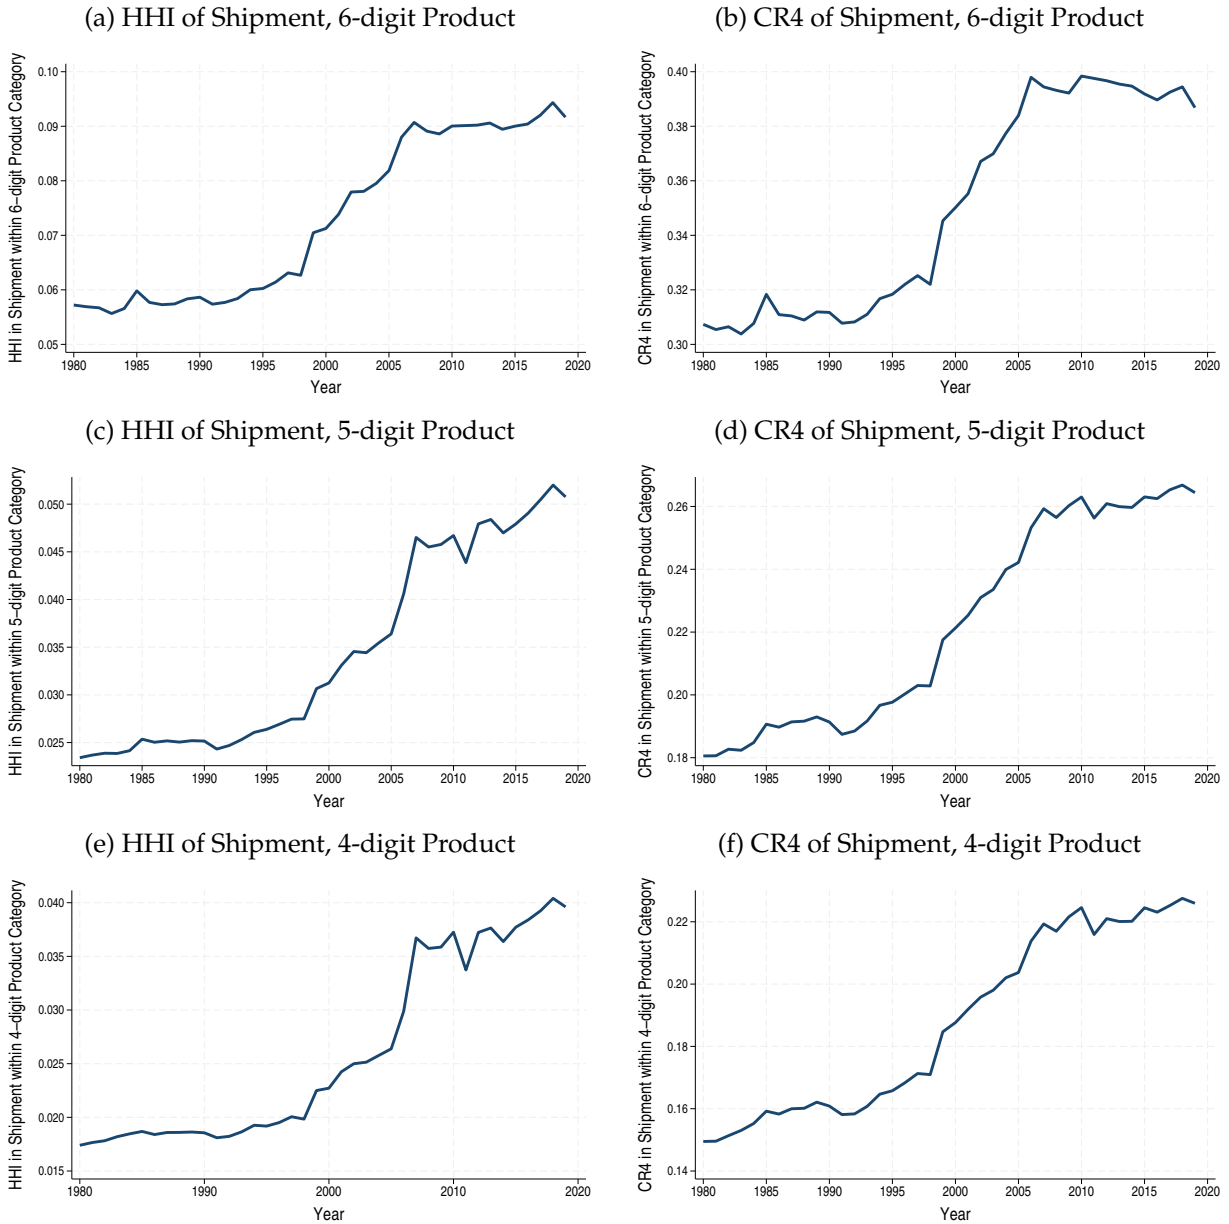 (a) HHI of Shipment, 6-digit Product
HHI in Shipment within 6−digit Product Category
0.10
0.09
0.08
0.07
0.06
0.05
1980 1985 1990 1995 2000 2005 2010 2015 2020
Year
(b) CR4 of Shipment, 6-digit Product
CR4 in Shipment within 6−digit Product Category
0.40
0.38
0.36
0.34
0.32
0.30
1980 1985 1990 1995 2000 2005 2010 2015 2020
Year
(c) HHI of Shipment, 5-digit Product
HHI in Shipment within 5−digit Product Category
0.050
0.045
0.040
0.035
0.030
0.025
1980 1985 1990 1995 2000 2005 2010 2015 2020
Year
(d) CR4 of Shipment, 5-digit Product
CR4 in Shipment within 5−digit Product Category
0.26
0.24
0.22
0.20
0.18
1980 1985 1990 1995 2000 2005 2010 2015 2020
Year
(e) HHI of Shipment, 4-digit Product
HHI in Shipment within 4−digit Product Category
0.040
0.035
0.030
0.025
0.020
0.015
1980 1990 2000 2010 2020
Year
(f) CR4 of Shipment, 4-digit Product
CR4 in Shipment within 4−digit Product Category
0.22
0.20
0.18
0.16
0.14
1980 1985 1990 1995 2000 2005 2010 2015 2020
Year